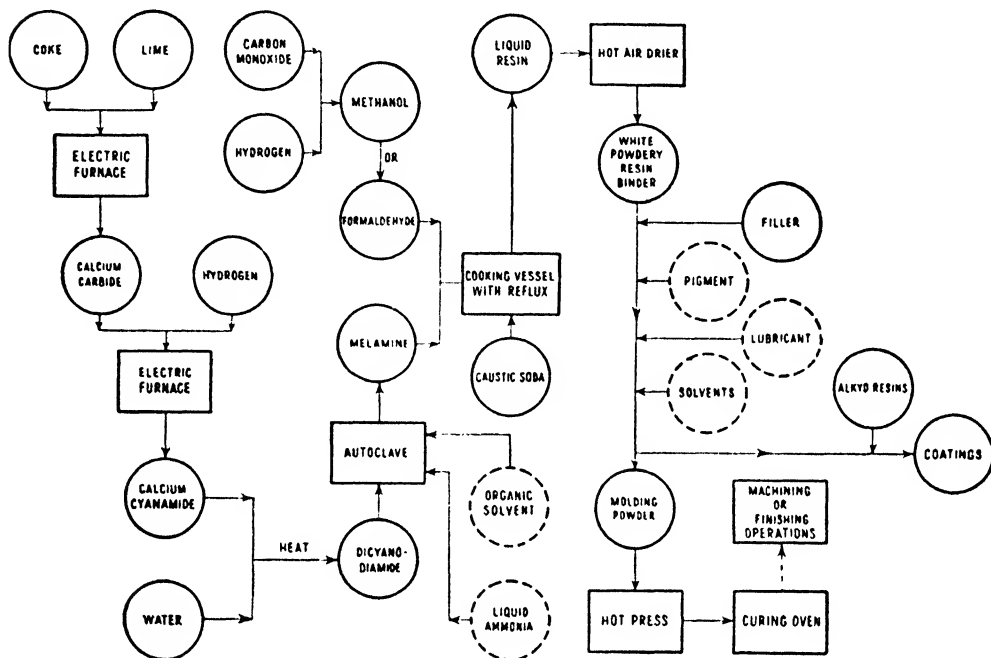 COKE
LIME
ELECTRIC
FURNACE
CALCIUM
CARBIDE
HYDROGEN
ELECTRIC
FURNACE
CALCIUM
CYANAMIDE
WATER
HEAT
DICYANO-
DIAMIDE
CARBON
MONOXIDE
HYDROGEN
METHANOL
OR
FORMALDEHYDE
MELAMINE
AUTOCLAVE
ORGANIC
SOLVENT
LIQUID
AMMONIA
COOKING VESSEL
WITH REFLUX
CAUSTIC SODA
LIQUID
RESIN
HOT AIR DRIER
WHITE
POWDERY
RESIN
BINDER
FILLER
PIGMENT
LUBRICANT
SOLVENTS
ALKYD RESINS
COATINGS
MOLDING
POWDER
HOT PRESS
CURING OVEN
MACHINING
OR
FINISHING
OPERATIONS